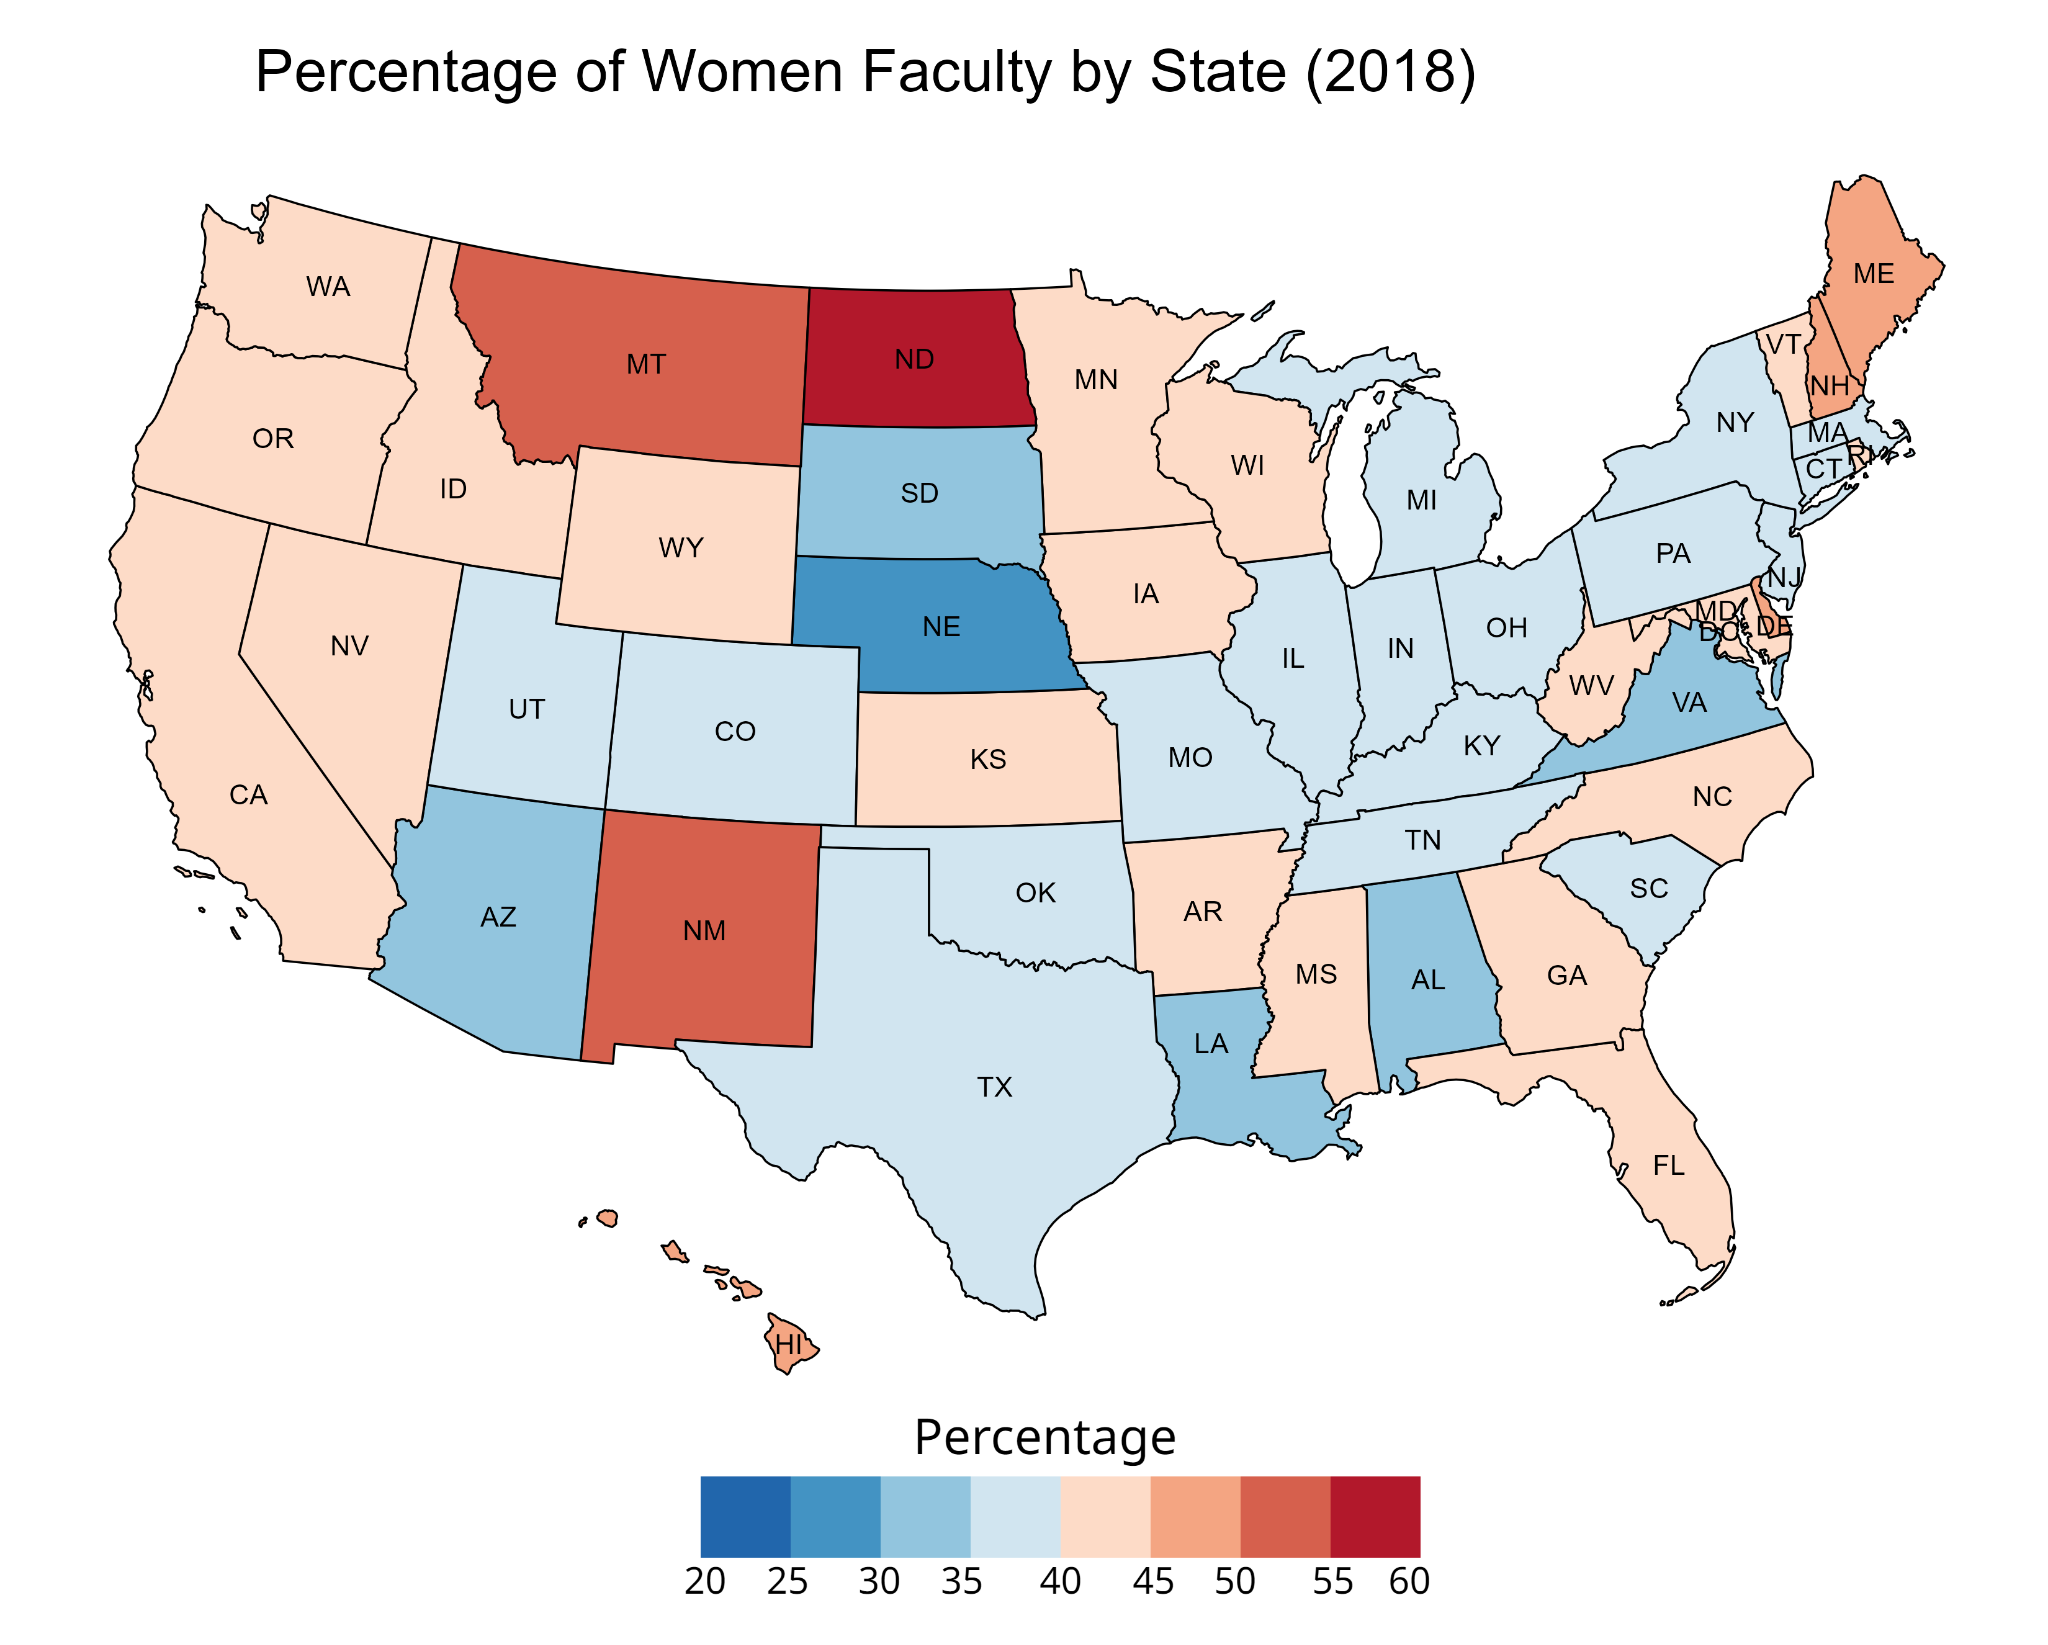 Percentage of Women Faculty by State (2018)
WA
ME
MT
ND
MN
VT
NH
OR
ID
SD
WI
MI
NY
MA
CT
RI
WY
PA
NJ
IA
NE
MD
DC
DE
NV
IL
IN
OH
UT
CO
KS
MO
KY
WV
VA
CA
NC
TN
AZ
NM
OK
AR
SC
MS
AL
GA
LA
TX
FL
HI
Percentage
20 25 30 35 40 45 50 55 60